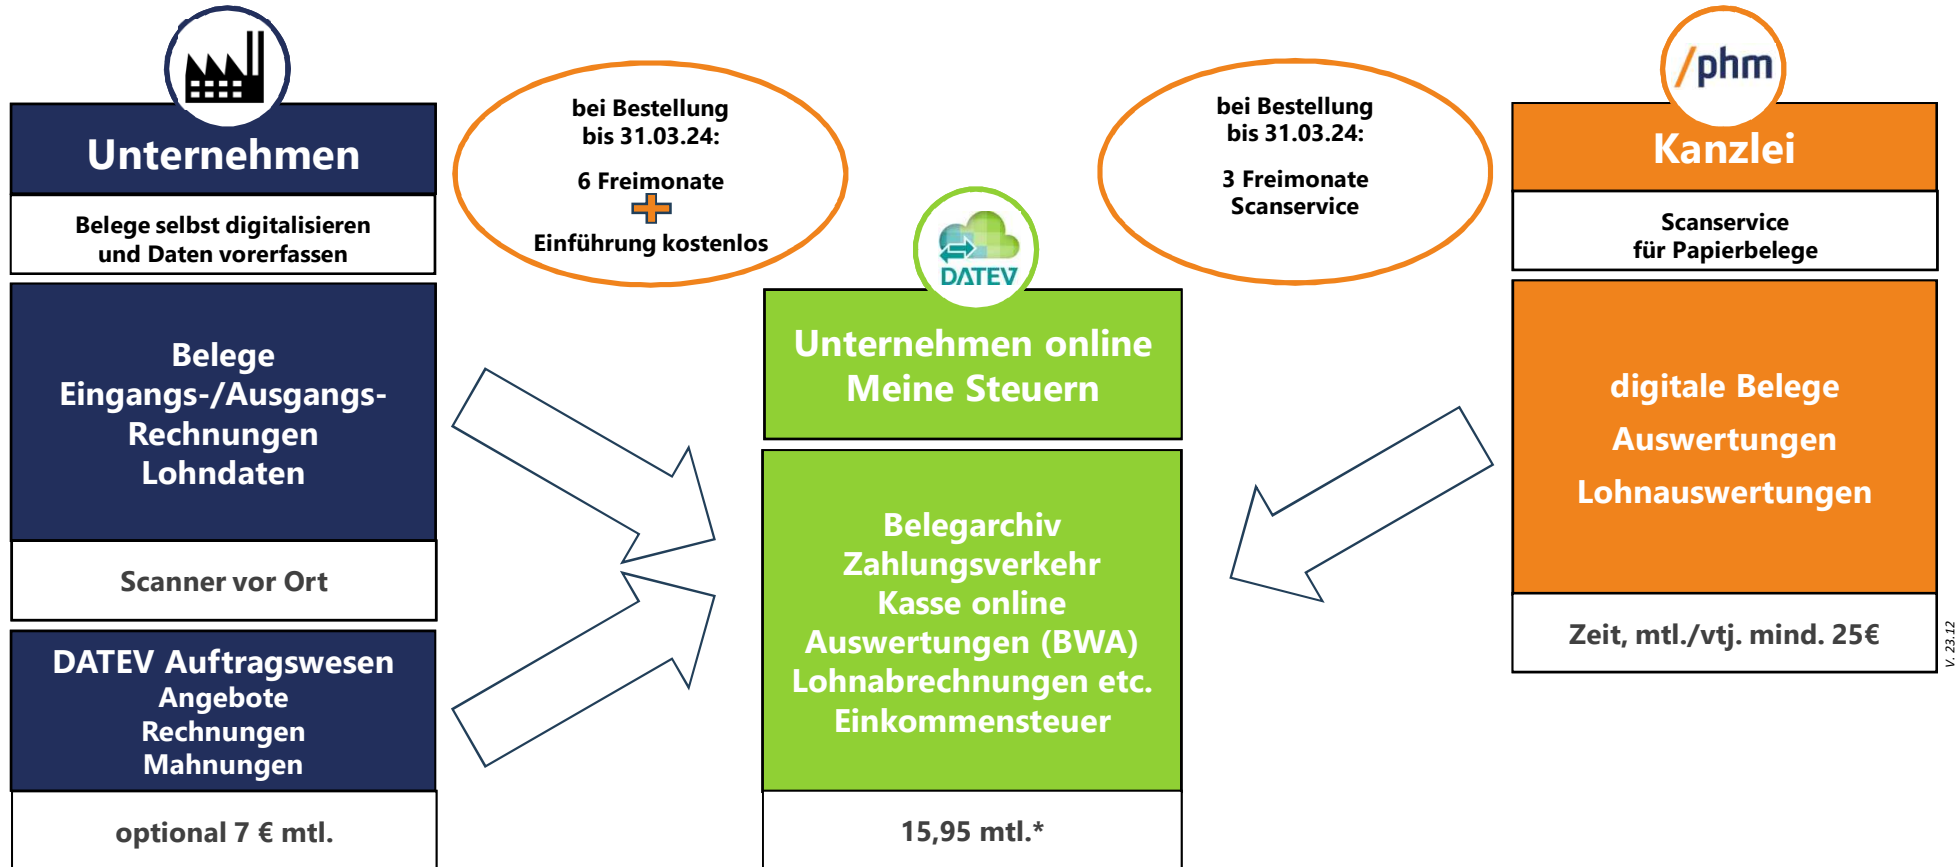 Unternehmen
Belege selbst digitalisieren
und Daten vorerfassen
Belege
Eingangs-/Ausgangs-
Rechnungen
Lohndaten
Scanner vor Ort
DATEV Auftragswesen
Angebote
Rechnungen
Mahnungen
optional 7 € mtl.
bei Bestellung
bis 31.03.24:
6 Freimonate
Einführung kostenlos
DATEV
Unternehmen online
Meine Steuern
Belegarchiv
Zahlungsverkehr
Kasse online
Auswertungen (BWA)
Lohnabrechnungen etc.
Einkommensteuer
15,95 mtl.*
bei Bestellung
bis 31.03.24:
3 Freimonate
Scanservice
/phm
Kanzlei
Scanservice
für Papierbelege
digitale Belege
Auswertungen
Lohnauswertungen
Zeit, mtl./vtj. mind. 25€
V. 23.12